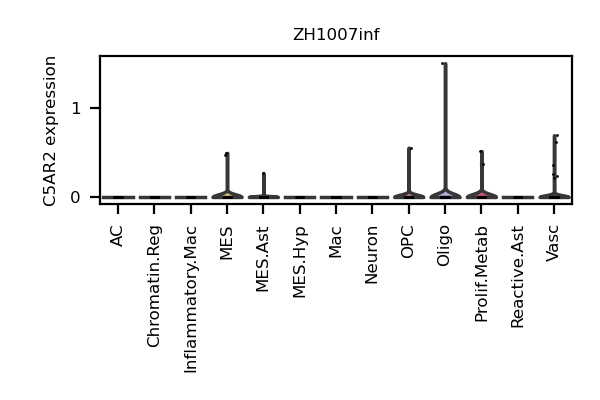 ZH1007inf
C5AR2 expression
1
0
AC
Chromatin.Reg
Inflammatory.Mac
MES
MES.Ast
MES.Hyp
Mac
Neuron
OPC
Oligo
Prolif.Metab
Reactive.Ast
Vasc